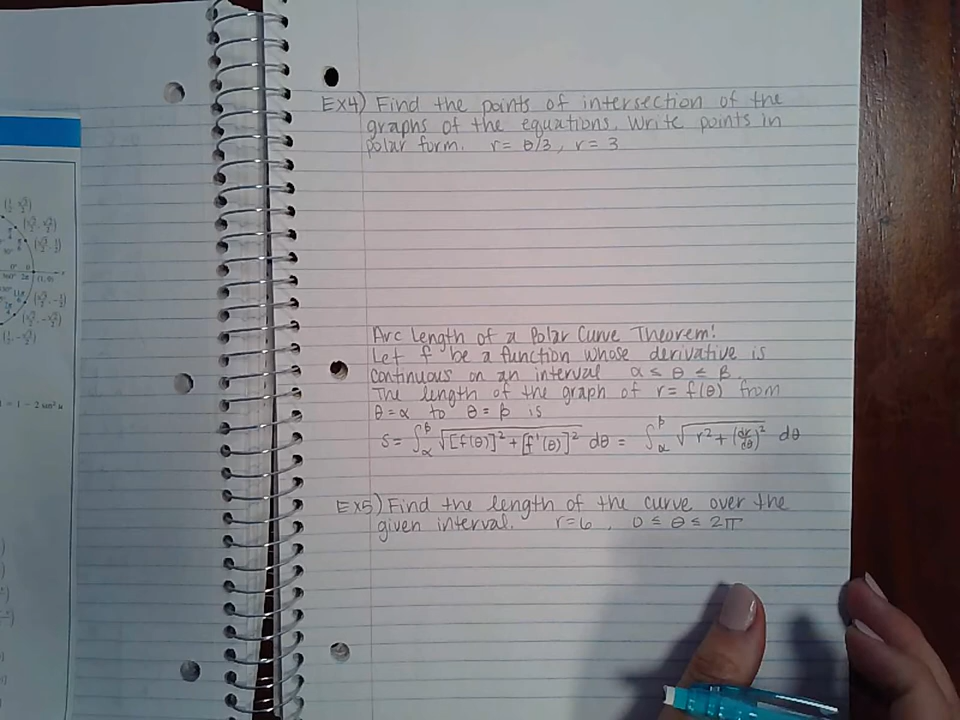 Ex4) Find the points of intersection of the
graphs of the equations. Write points in
polar form. r = θ/3, r = 3
Arc Length of a Polar Curve Theorem:
Let f be a function whose derivative is
continuous on an interval α ≤ θ ≤ β.
The length of the graph of r = f(θ) from
θ = α to θ = β is
S = ∫_α^β √([f(θ)]² + [f'(θ)]²) dθ = ∫_α^β √(r² + (dr/dθ)²) dθ
Ex5) Find the length of the curve over the
given interval. r = 6, 0 ≤ θ ≤ 2π